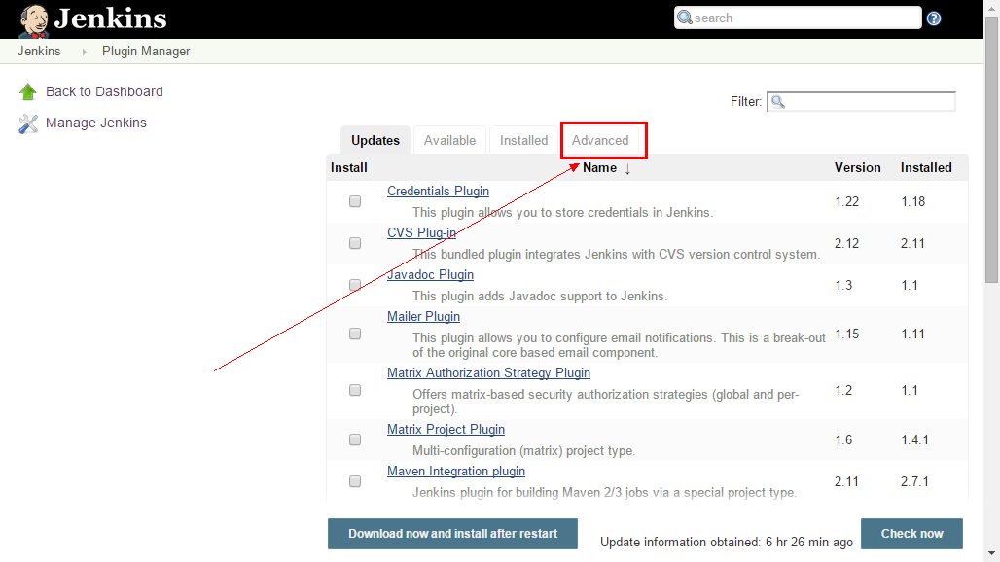 Jenkins
search
Jenkins
Plugin Manager
Back to Dashboard
Manage Jenkins
Filter:
Updates
Available
Installed
Advanced
Install
Name ↓
Version
Installed
Credentials Plugin
This plugin allows you to store credentials in Jenkins.
1.22
1.18
CVS Plug-in
This bundled plugin integrates Jenkins with CVS version control system.
2.12
2.11
Javadoc Plugin
This plugin adds Javadoc support to Jenkins.
1.3
1.1
Mailer Plugin
This plugin allows you to configure email notifications. This is a break-out
of the original core based email component.
1.15
1.11
Matrix Authorization Strategy Plugin
Offers matrix-based security authorization strategies (global and per-
project).
1.2
1.1
Matrix Project Plugin
Multi-configuration (matrix) project type.
1.6
1.4.1
Maven Integration plugin
Jenkins plugin for building Maven 2/3 jobs via a special project type.
2.11
2.7.1
Download now and install after restart
Update information obtained: 6 hr 26 min ago
Check now